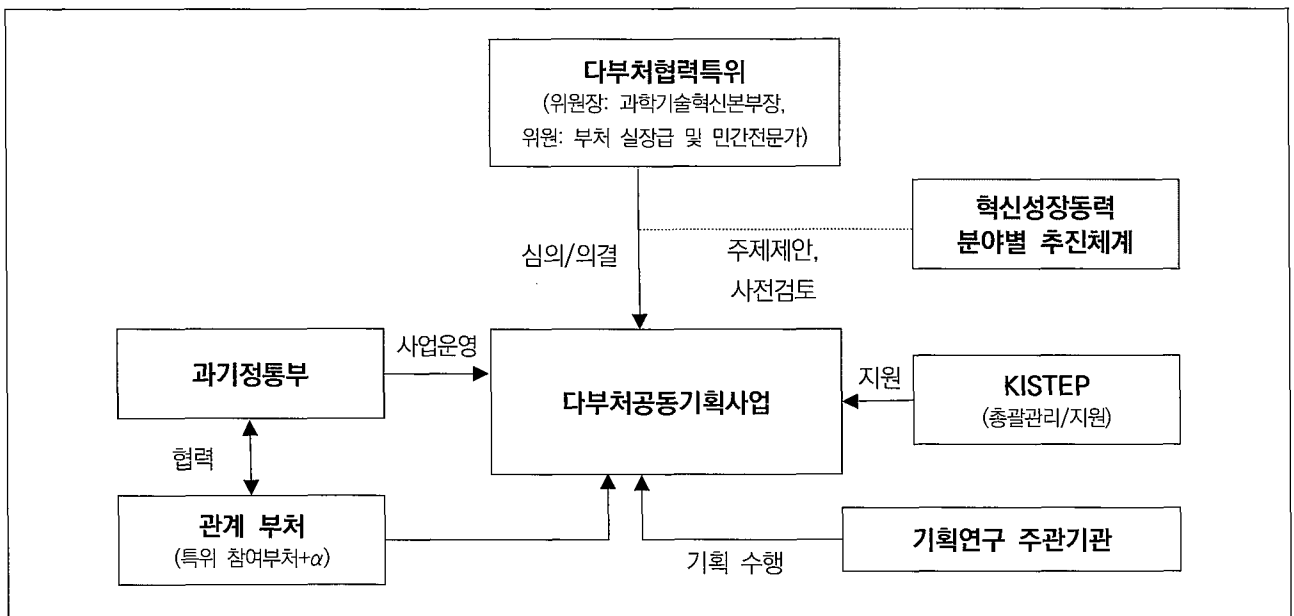 다부처협력특위
(위원장: 과학기술혁신본부장,
위원: 부처 실장급 및 민간전문가)
혁신성장동력
분야별 추진체계
심의/의결
주제제안,
사전검토
과기정통부
사업운영
다부처공동기획사업
지원
KISTEP
(총괄관리/지원)
협력
관계 부처
(특위 참여부처+α)
기획 수행
기획연구 주관기관